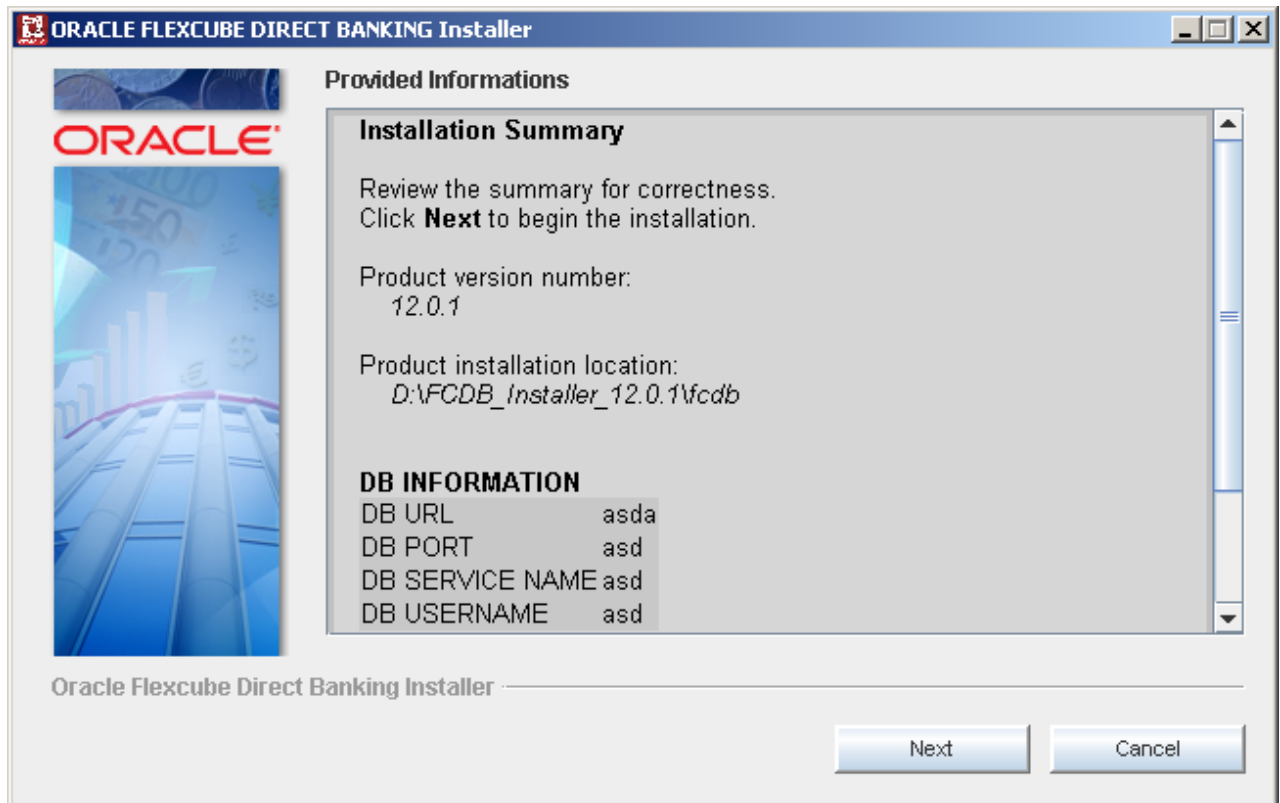 ORACLE FLEXCUBE DIRECT BANKING Installer
Provided Informations
ORACLE
Installation Summary
Review the summary for correctness.
Click Next to begin the installation.
Product version number:
12.0.1
Product installation location:
D:\FCDB_Installer_12.0.1\fcdb
DB INFORMATION
DB URL asda
DB PORT asd
DB SERVICE NAME asd
DB USERNAME asd
Oracle Flexcube Direct Banking Installer
Next Cancel